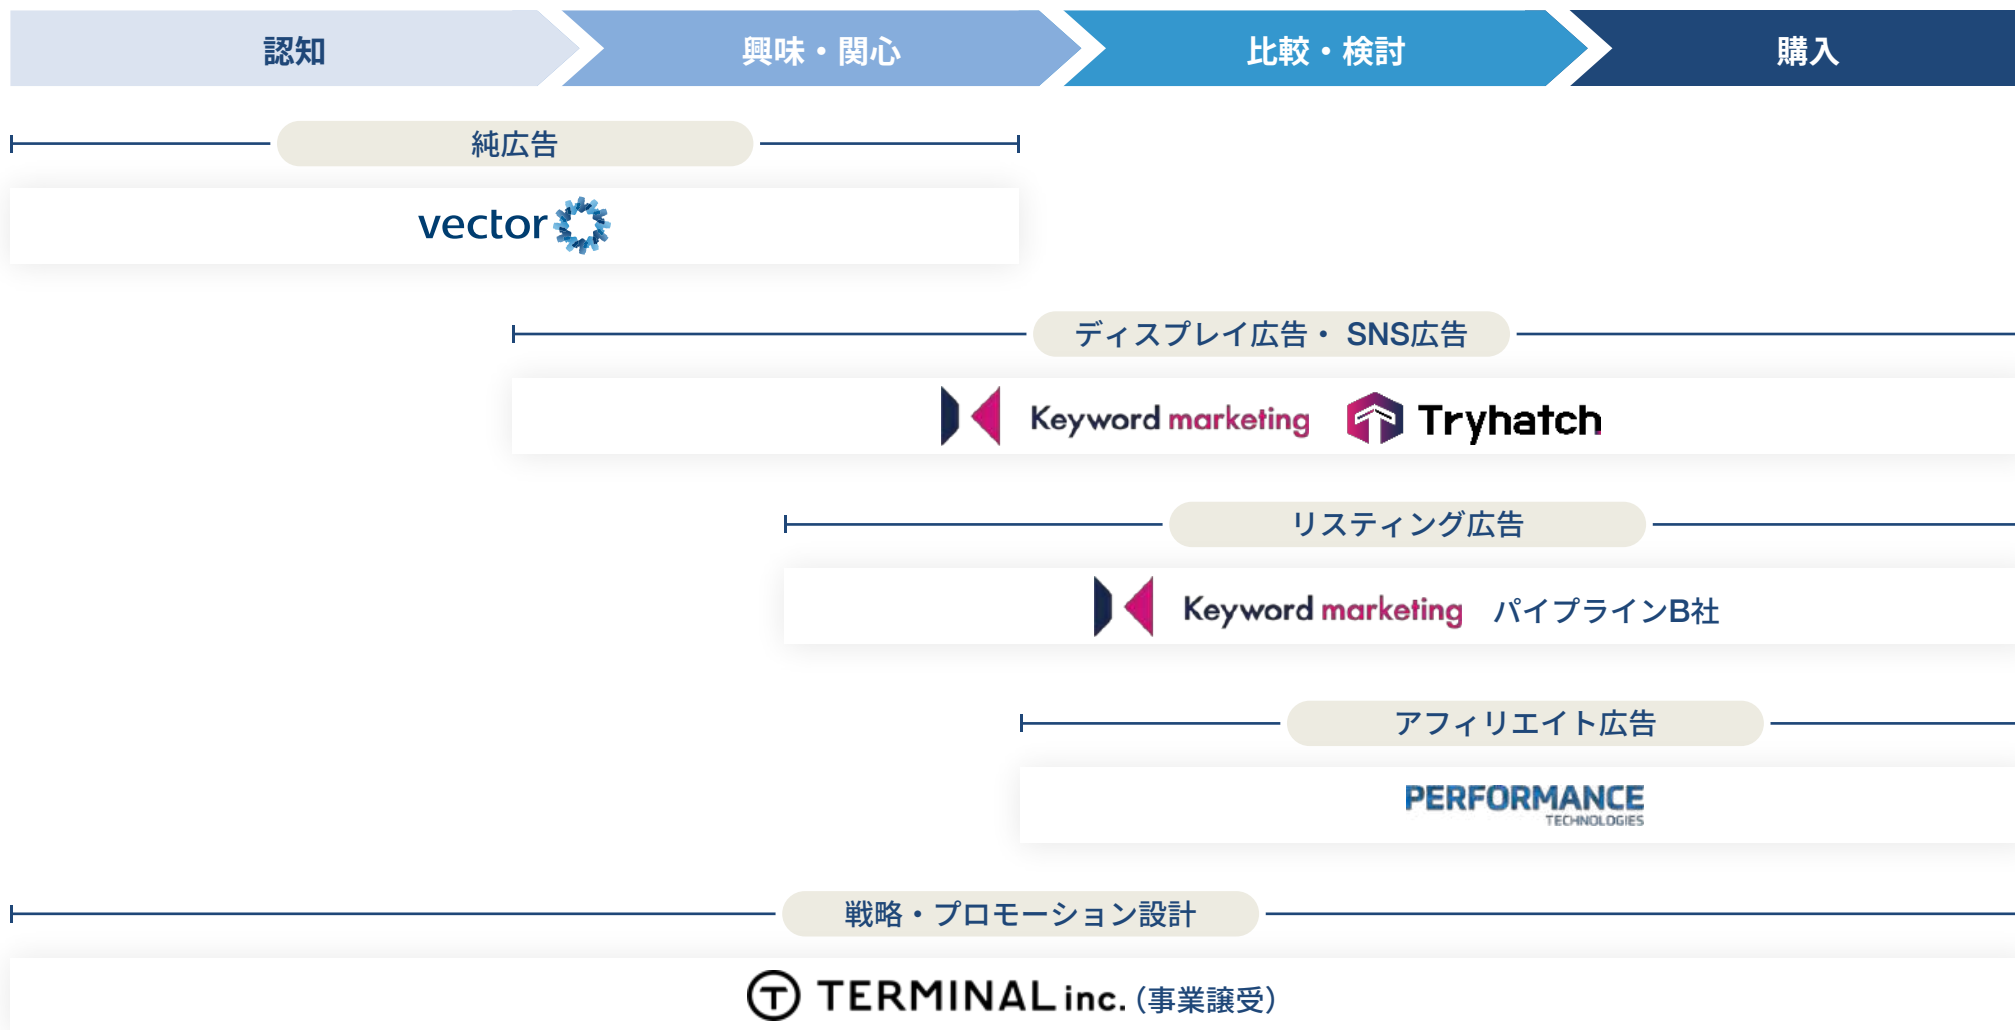 認知
興味・関心
比較・検討
購入
純広告
vector
ディスプレイ広告・ SNS広告
Keyword marketing Tryhatch
リスティング広告
Keyword marketing パイプラインB社
アフィリエイト広告
PERFORMANCE
TECHNOLOGIES
戦略・プロモーション設計
TERMINAL inc. (事業譲受)